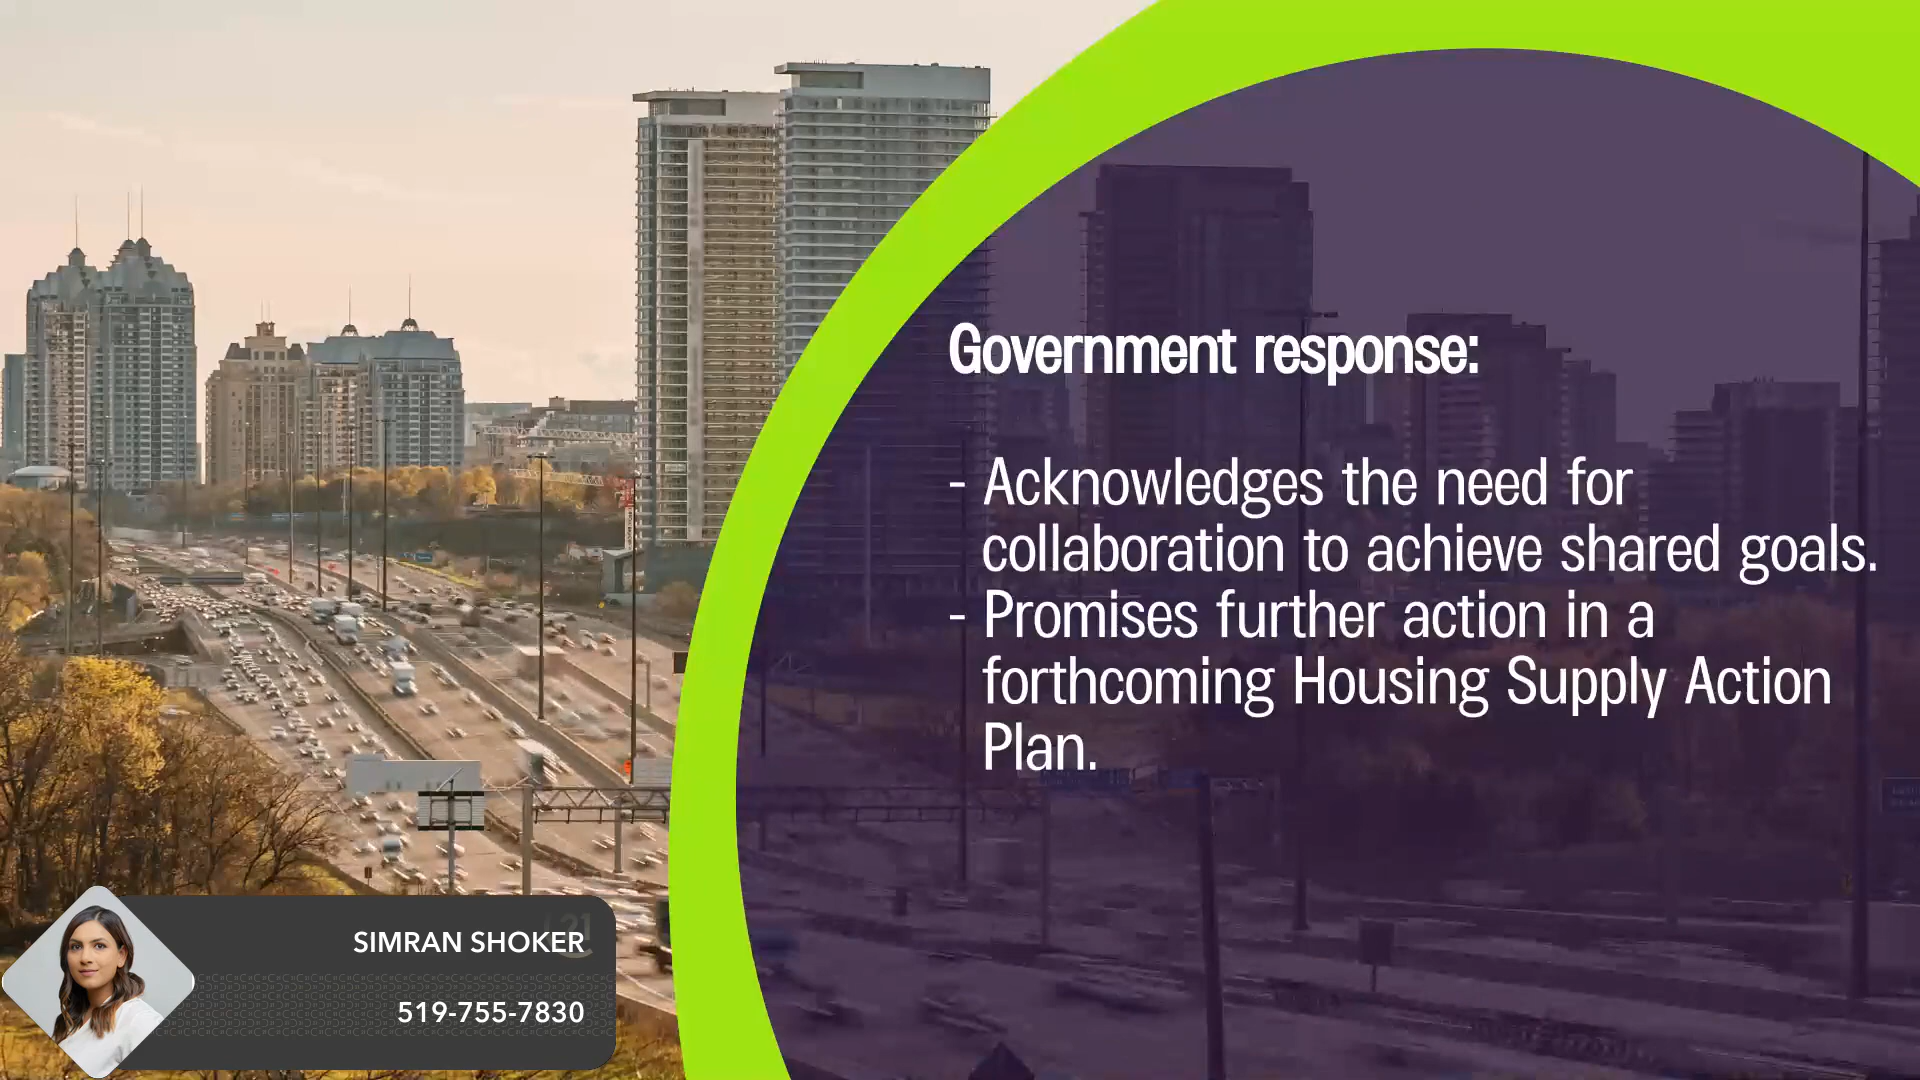 Government response:
- Acknowledges the need for
collaboration to achieve shared goals.
- Promises further action in a
forthcoming Housing Supply Action
Plan.
21
SIMRAN SHOKER
519-755-7830